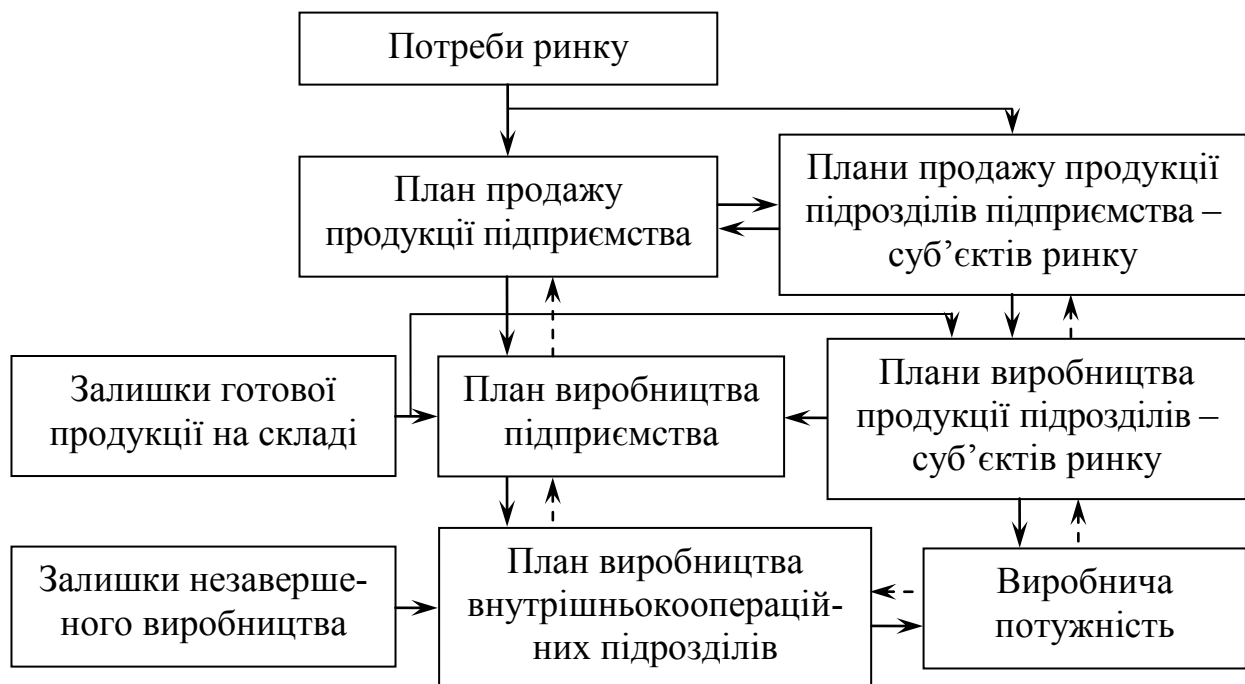 Потреби ринку
План продажу
продукції підприємства
Плани продажу продукції
підрозділів підприємства –
суб’єктів ринку
Залишки готової
продукції на складі
План виробництва
підприємства
Плани виробництва
продукції підрозділів –
суб’єктів ринку
Залишки незаверше-
ного виробництва
План виробництва
внутрішньокооперацій-
них підрозділів
Виробнича
потужність